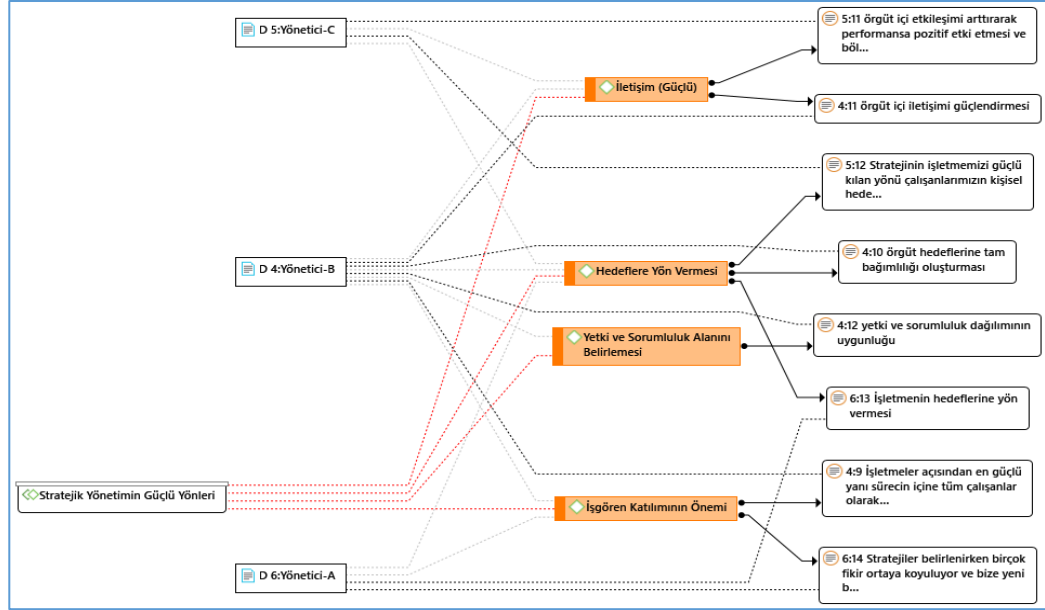 D 5:Yönetici-C
D 4:Yönetici-B
Stratejik Yönetimin Güçlü Yönleri
D 6:Yönetici-A
İletişim (Güçlü)
Hedeflere Yön Vermesi
Yetki ve Sorumluluk Alanını
Belirlemesi
İşgören Katılımının Önemi
5:11 örgüt içi etkileşimi arttırarak
performansa pozitif etki etmesi ve
böl...
4:11 örgüt içi iletişimi güçlendirmesi
5:12 Stratejinin işletmemizi güçlü
kılan yönü çalışanlarımızın kişisel
hede...
4:10 örgüt hedeflerine tam
bağımlılığı oluşturması
4:12 yetki ve sorumluluk dağılımının
uygunluğu
6:13 İşletmenin hedeflerine yön
vermesi
4:9 İşletmeler açısından en güçlü
yanı sürecin içine tüm çalışanlar
olarak...
6:14 Stratejiler belirlenirken birçok
fikir ortaya koyuluyor ve bize yeni
b...